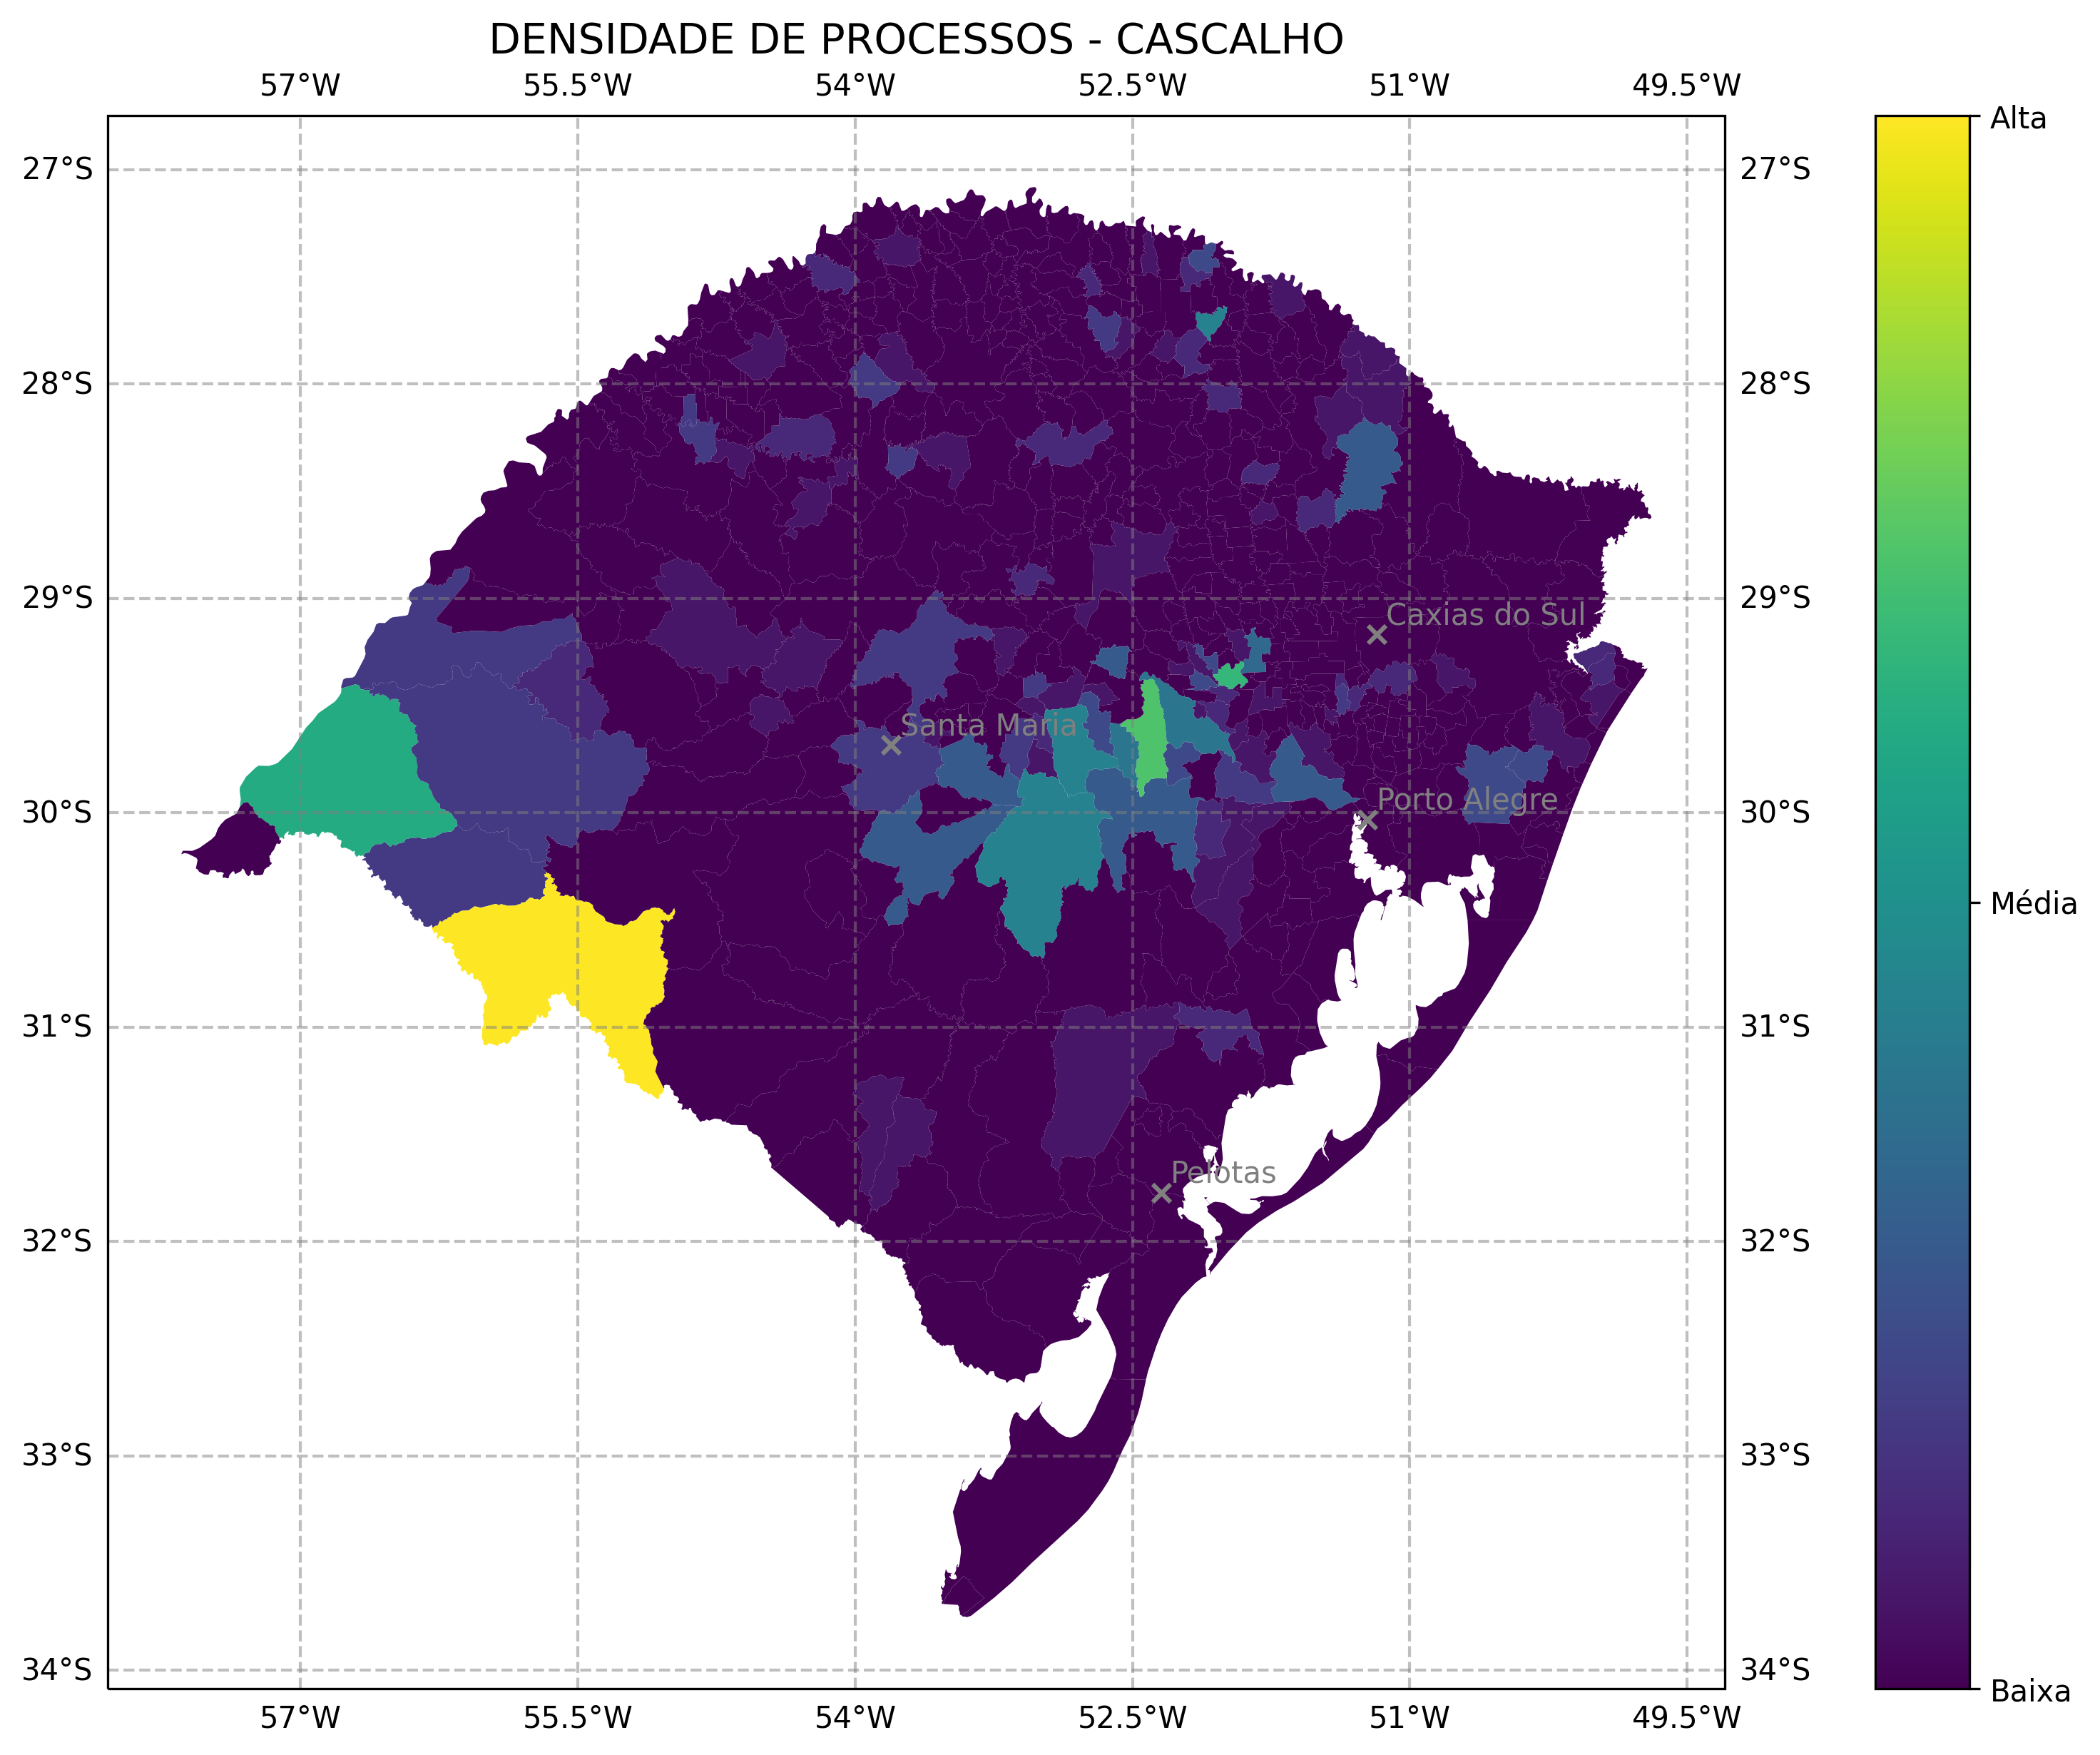 DENSIDADE DE PROCESSOS - CASCALHO
57°W 55.5°W 54°W 52.5°W 51°W 49.5°W
Alta
27°S 27°S
28°S 28°S
29°S 29°S
Caxias do Sul
Santa Maria
Porto Alegre
30°S 30°S
Média
31°S 31°S
Pelotas
32°S 32°S
33°S 33°S
34°S 34°S
Baixa
57°W 55.5°W 54°W 52.5°W 51°W 49.5°W